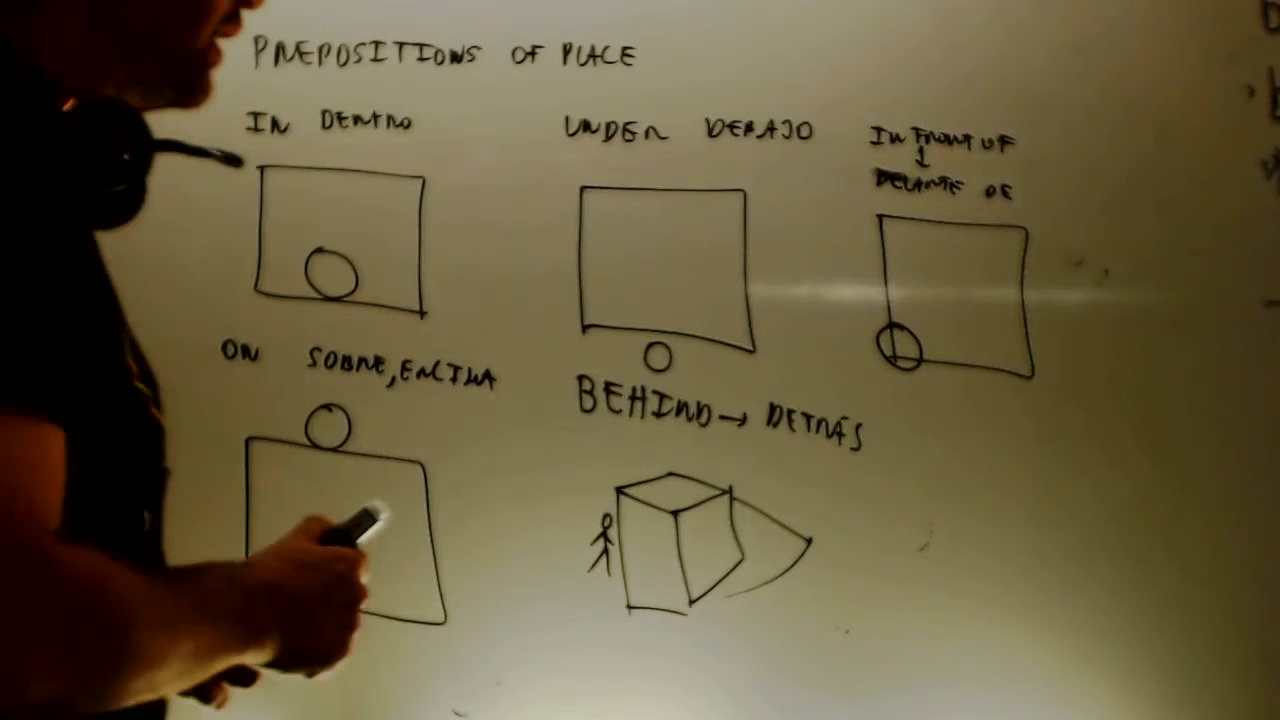 PREPOSITIONS OF PLACE
IN DENTRO
UNDER DEBAJO
IN FRONT OF
DELANTE DE
ON SOBRE, ENCIMA
BEHIND → DETRÁS